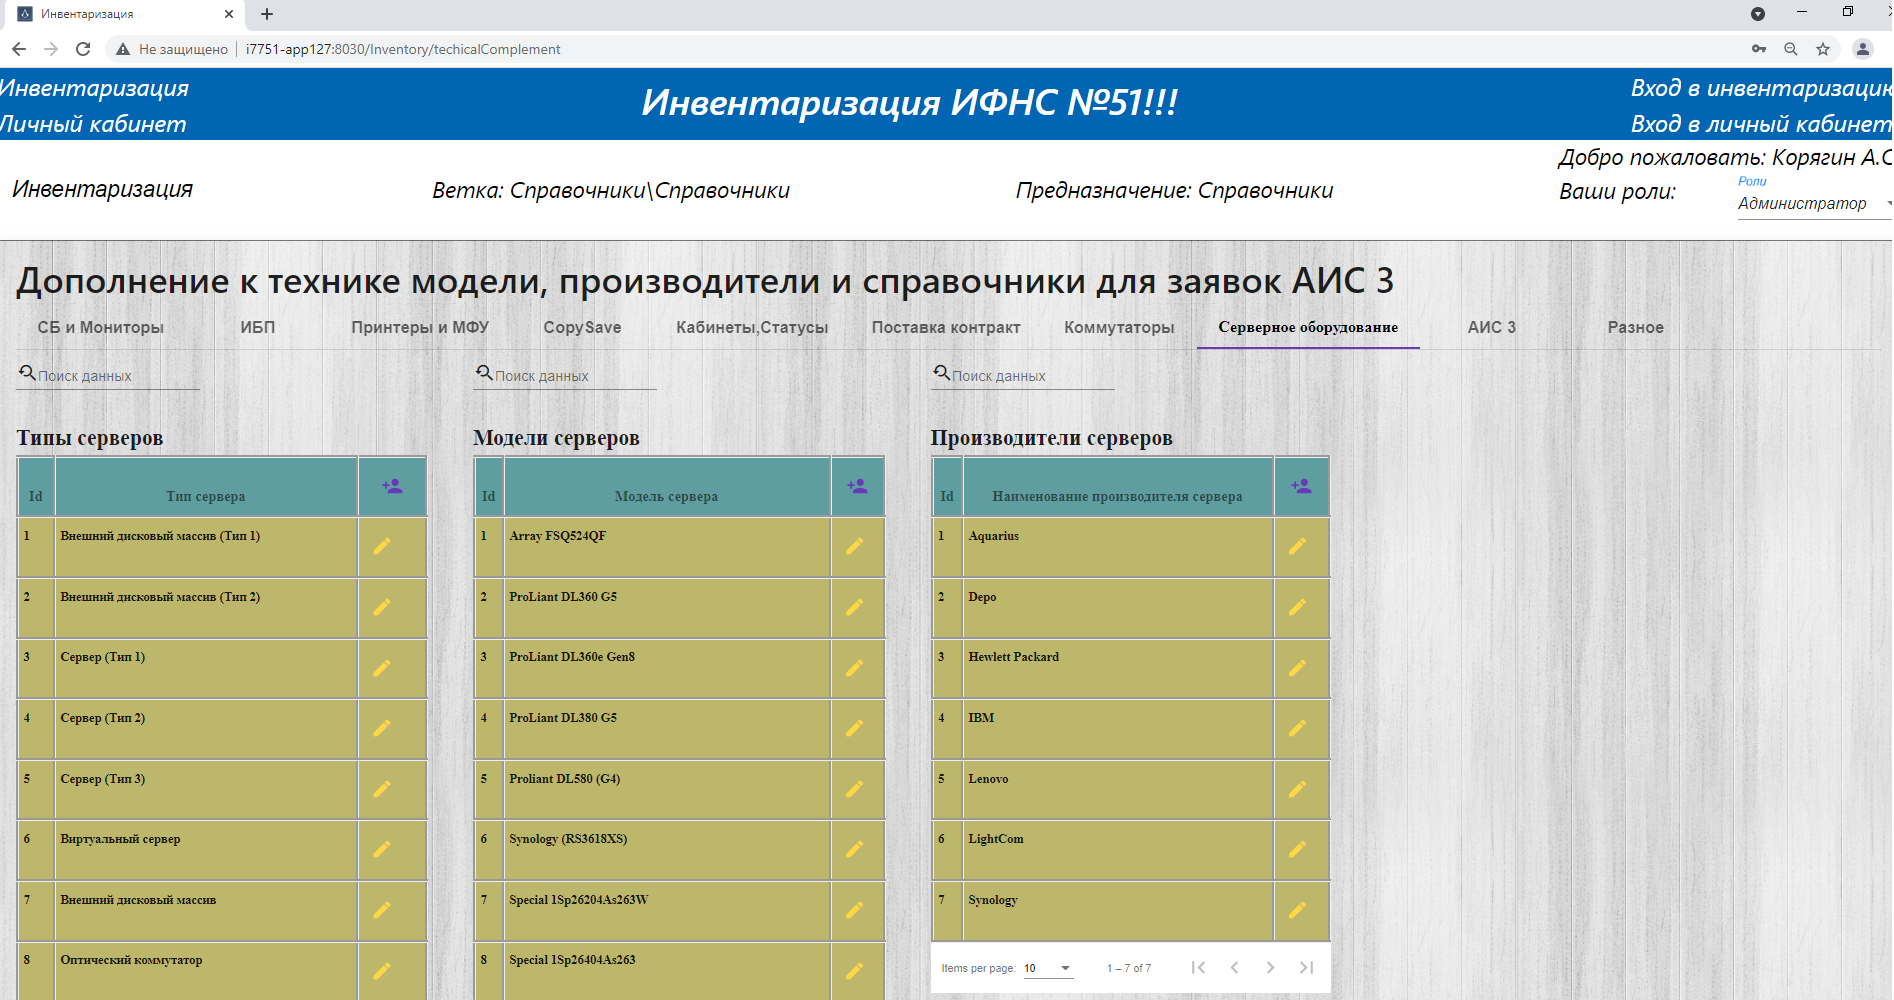 Инвентаризация
Не защищено | i7751-app127:8030/Inventory/techicalComplement
Инвентаризация
Личный кабинет
Инвентаризация ИФНС №51!!!
Вход в инвентаризацию
Вход в личный кабинет
Добро пожаловать: Корягин А.С
Инвентаризация
Ветка: Справочники\Справочники
Предназначение: Справочники
Ваши роли:
Роли
Администратор
Дополнение к технике модели, производители и справочники для заявок АИС 3
СБ и Мониторы ИБП Принтеры и МФУ CopySave Кабинеты,Статусы Поставка контракт Коммутаторы Серверное оборудование АИС 3 Разное
Поиск данных
Типы серверов
Id Тип сервера
1 Внешний дисковый массив (Тип 1)
2 Внешний дисковый массив (Тип 2)
3 Сервер (Тип 1)
4 Сервер (Тип 2)
5 Сервер (Тип 3)
6 Виртуальный сервер
7 Внешний дисковый массив
8 Оптический коммутатор
Поиск данных
Модели серверов
Id Модель сервера
1 Array FSQ524QF
2 ProLiant DL360 G5
3 ProLiant DL360e Gen8
4 ProLiant DL380 G5
5 Proliant DL580 (G4)
6 Synology (RS3618XS)
7 Special 1Sp26204As263W
8 Special 1Sp26404As263
Поиск данных
Производители серверов
Id Наименование производителя сервера
1 Aquarius
2 Depo
3 Hewlett Packard
4 IBM
5 Lenovo
6 LightCom
7 Synology
Items per page: 10 1 – 7 of 7